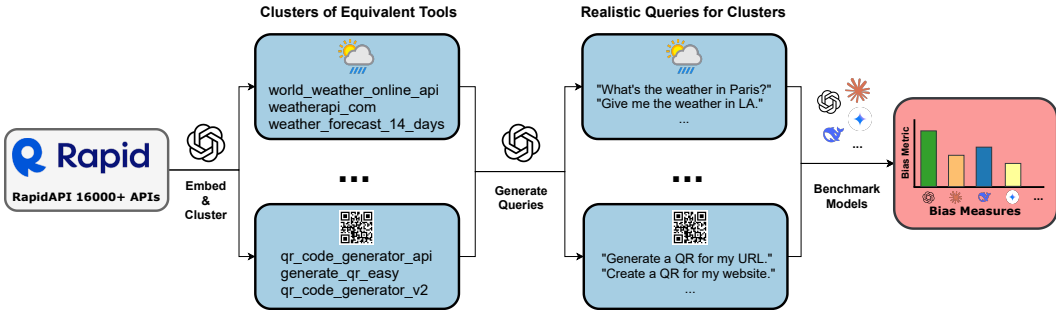 Clusters of Equivalent Tools
Realistic Queries for Clusters
world_weather_online_api
weatherapi_com
weather_forecast_14_days
"What's the weather in Paris?"
"Give me the weather in LA."
...
Rapid
RapidAPI 16000+ APIs
Embed
&
Cluster
...
Generate
Queries
...
...
Benchmark
Models
Bias Metric
...
Bias Measures
qr_code_generator_api
generate_qr_easy
qr_code_generator_v2
"Generate a QR for my URL."
"Create a QR for my website."
...